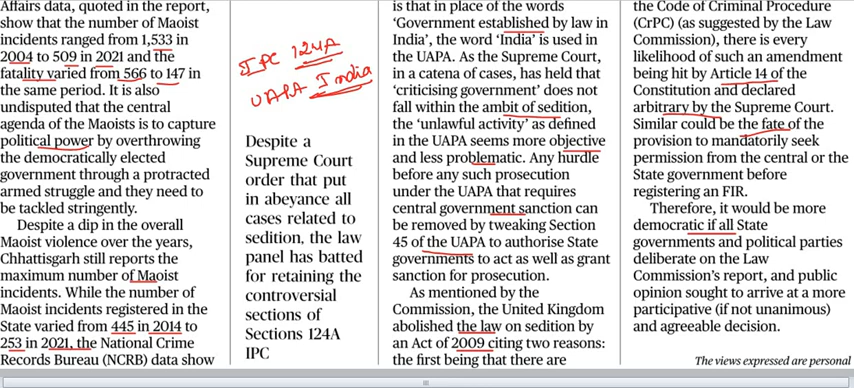 Affairs data, quoted in the report,
show that the number of Maoist
incidents ranged from 1,533 in
2004 to 509 in 2021 and the
fatality varied from 566 to 147 in
the same period. It is also
undisputed that the central
agenda of the Maoists is to capture
political power by overthrowing
the democratically elected
government through a protracted
armed struggle and they need to
be tackled stringently.
Despite a dip in the overall
Maoist violence over the years,
Chhattisgarh still reports the
maximum number of Maoist
incidents. While the number of
Maoist incidents registered in the
State varied from 445 in 2014 to
253 in 2021, the National Crime
Records Bureau (NCRB) data show
IPC 124A
UAPA India
Despite a
Supreme Court
order that put
in abeyance all
cases related to
sedition, the law
panel has batted
for retaining the
controversial
sections of
Sections 124A
IPC
is that in place of the words
‘Government established by law in
India’, the word ‘India’ is used in
the UAPA. As the Supreme Court,
in a catena of cases, has held that
‘criticising government’ does not
fall within the ambit of sedition,
the ‘unlawful activity’ as defined
in the UAPA seems more objective
and less problematic. Any hurdle
before any such prosecution
under the UAPA that requires
central government sanction can
be removed by tweaking Section
45 of the UAPA to authorise State
governments to act as well as grant
sanction for prosecution.
As mentioned by the
Commission, the United Kingdom
abolished the law on sedition by
an Act of 2009 citing two reasons:
the first being that there are
the Code of Criminal Procedure
(CrPC) (as suggested by the Law
Commission), there is every
likelihood of such an amendment
being hit by Article 14 of the
Constitution and declared
arbitrary by the Supreme Court.
Similar could be the fate of the
provision to mandatorily seek
permission from the central or the
State government before
registering an FIR.
Therefore, it would be more
democratic if all State
governments and political parties
deliberate on the Law
Commission’s report, and public
opinion sought to arrive at a more
participative (if not unanimous)
and agreeable decision.
The views expressed are personal